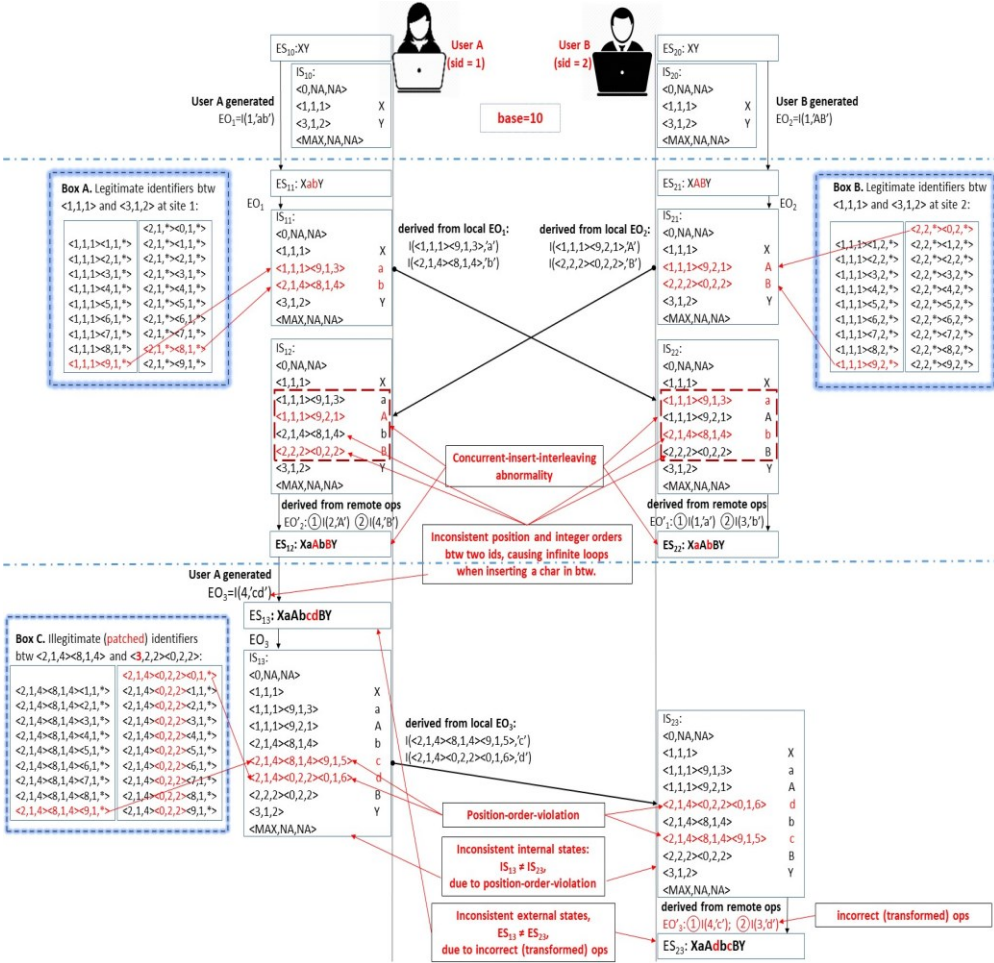 ES10:XY
User A
(sid = 1)
User B
(sid = 2)
ES20: XY
IS10:
<0,NA,NA>
<1,1,1> X
<3,1,2> Y
<MAX,NA,NA>
User A generated
EO1=I(1,'ab')
base=10
IS20:
<0,NA,NA>
<1,1,1> X
<3,1,2> Y
<MAX,NA,NA>
User B generated
EO2=I(1,'AB')
Box A. Legitimate identifiers btw
<1,1,1> and <3,1,2> at site 1:
<1,1,1><1,1,*>
<1,1,1><2,1,*>
<1,1,1><3,1,*>
<1,1,1><4,1,*>
<1,1,1><5,1,*>
<1,1,1><6,1,*>
<1,1,1><7,1,*>
<1,1,1><8,1,*>
<1,1,1><9,1,*>
<2,1,*><0,1,*>
<2,1,*><1,1,*>
<2,1,*><2,1,*>
<2,1,*><3,1,*>
<2,1,*><4,1,*>
<2,1,*><5,1,*>
<2,1,*><6,1,*>
<2,1,*><7,1,*>
<2,1,*><8,1,*>
<2,1,*><9,1,*>
ES11: XabY
EO1
IS11:
<0,NA,NA>
<1,1,1> X
<1,1,1><9,1,3> a
<2,1,4><8,1,4> b
<3,1,2> Y
<MAX,NA,NA>
derived from local EO1:
I(<1,1,1><9,1,3>,'a')
I(<2,1,4><8,1,4>,'b')
derived from local EO2:
I(<1,1,1><9,2,1>,'A')
I(<2,2,2><0,2,2>,'B')
ES21: XABY
EO2
IS21:
<0,NA,NA>
<1,1,1> X
<1,1,1><9,2,1> A
<2,2,2><0,2,2> B
<3,1,2> Y
<MAX,NA,NA>
Box B. Legitimate identifiers btw
<1,1,1> and <3,1,2> at site 2:
<1,1,1><1,2,*>
<1,1,1><2,2,*>
<1,1,1><3,2,*>
<1,1,1><4,2,*>
<1,1,1><5,2,*>
<1,1,1><6,2,*>
<1,1,1><7,2,*>
<1,1,1><8,2,*>
<1,1,1><9,2,*>
<2,2,*><0,2,*>
<2,2,*><1,2,*>
<2,2,*><2,2,*>
<2,2,*><3,2,*>
<2,2,*><4,2,*>
<2,2,*><5,2,*>
<2,2,*><6,2,*>
<2,2,*><7,2,*>
<2,2,*><8,2,*>
<2,2,*><9,2,*>
IS12:
<0,NA,NA>
<1,1,1> X
<1,1,1><9,1,3> a
<1,1,1><9,2,1> A
<2,1,4><8,1,4> b
<2,2,2><0,2,2> B
<3,1,2> Y
<MAX,NA,NA>
IS22:
<0,NA,NA>
<1,1,1> X
<1,1,1><9,1,3> a
<1,1,1><9,2,1> A
<2,1,4><8,1,4> b
<2,2,2><0,2,2> B
<3,1,2> Y
<MAX,NA,NA>
Concurrent-insert-interleaving
abnormality
derived from remote ops
EO'2:①I(2,'A') ②I(4,'B')
ES12: XaAbBY
derived from remote ops
EO'1:①I(1,'a') ②I(3,'b')
ES22: XaAbBY
Inconsistent position and integer orders
btw two ids, causing infinite loops
when inserting a char in btw.
User A generated
EO3=I(4,'cd')
ES13: XaAbcdBY
EO3
Box C. Illegitimate (patched) identifiers
btw <2,1,4><8,1,4> and <3,2,2><0,2,2>:
<2,1,4><8,1,4><1,1,*>
<2,1,4><8,1,4><2,1,*>
<2,1,4><8,1,4><3,1,*>
<2,1,4><8,1,4><4,1,*>
<2,1,4><8,1,4><5,1,*>
<2,1,4><8,1,4><6,1,*>
<2,1,4><8,1,4><7,1,*>
<2,1,4><8,1,4><8,1,*>
<2,1,4><8,1,4><9,1,*>
<2,1,4><0,2,2><0,1,*>
<2,1,4><0,2,2><1,1,*>
<2,1,4><0,2,2><2,1,*>
<2,1,4><0,2,2><3,1,*>
<2,1,4><0,2,2><4,1,*>
<2,1,4><0,2,2><5,1,*>
<2,1,4><0,2,2><6,1,*>
<2,1,4><0,2,2><7,1,*>
<2,1,4><0,2,2><8,1,*>
<2,1,4><0,2,2><9,1,*>
IS13:
<0,NA,NA>
<1,1,1> X
<1,1,1><9,1,3> a
<1,1,1><9,2,1> A
<2,1,4><8,1,4> b
<2,1,4><8,1,4><9,1,5> c
<2,1,4><0,2,2><0,1,6> d
<2,2,2><0,2,2> B
<3,1,2> Y
<MAX,NA,NA>
derived from local EO3:
I(<2,1,4><8,1,4><9,1,5>,'c')
I(<2,1,4><0,2,2><0,1,6>,'d')
IS23:
<0,NA,NA>
<1,1,1> X
<1,1,1><9,1,3> a
<1,1,1><9,2,1> A
<2,1,4><0,2,2><0,1,6> d
<2,1,4><8,1,4> b
<2,1,4><8,1,4><9,1,5> c
<2,2,2><0,2,2> B
<3,1,2> Y
<MAX,NA,NA>
Position-order-violation
Inconsistent internal states:
IS13 ≠ IS23,
due to position-order-violation
Inconsistent external states,
ES13 ≠ ES23,
due to incorrect (transformed) ops
derived from remote ops
EO'3:①I(4,'c'); ②I(3,'d')
incorrect (transformed) ops
ES23: XaAdbcBY